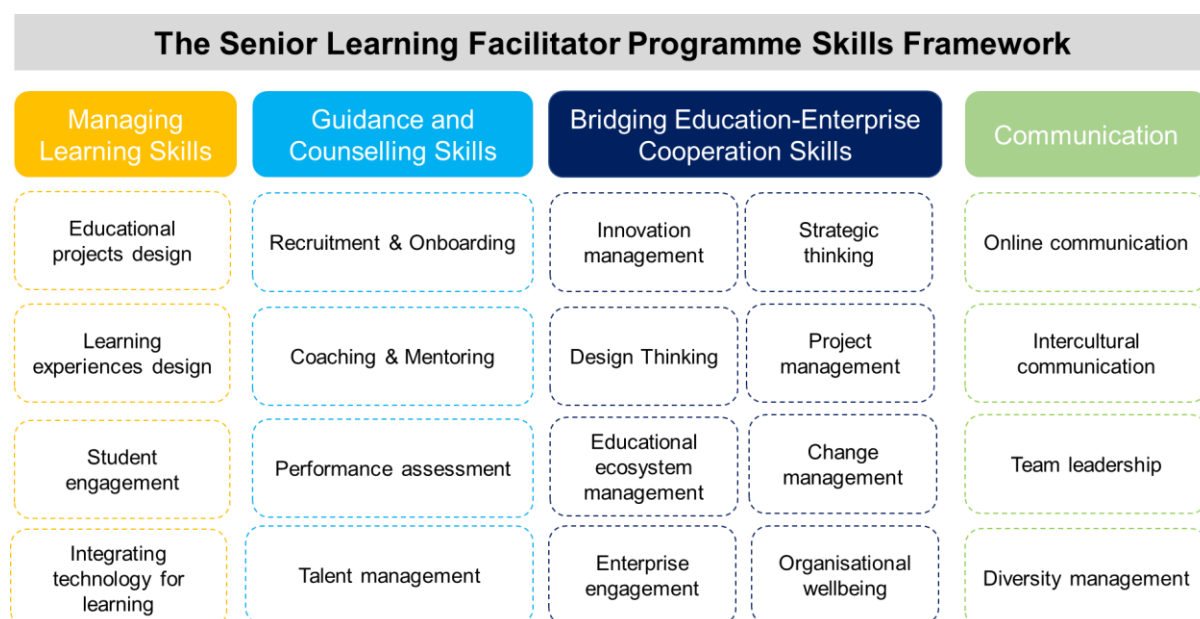 The Senior Learning Facilitator Programme Skills Framework
Managing
Learning Skills
Educational
projects design
Learning
experiences design
Student
engagement
Integrating
technology for
learning
Guidance and
Counselling Skills
Recruitment & Onboarding
Coaching & Mentoring
Performance assessment
Talent management
Bridging Education-Enterprise
Cooperation Skills
Innovation
management
Design Thinking
Educational
ecosystem
management
Enterprise
engagement
Strategic
thinking
Project
management
Change
management
Organisational
wellbeing
Communication
Online communication
Intercultural
communication
Team leadership
Diversity management